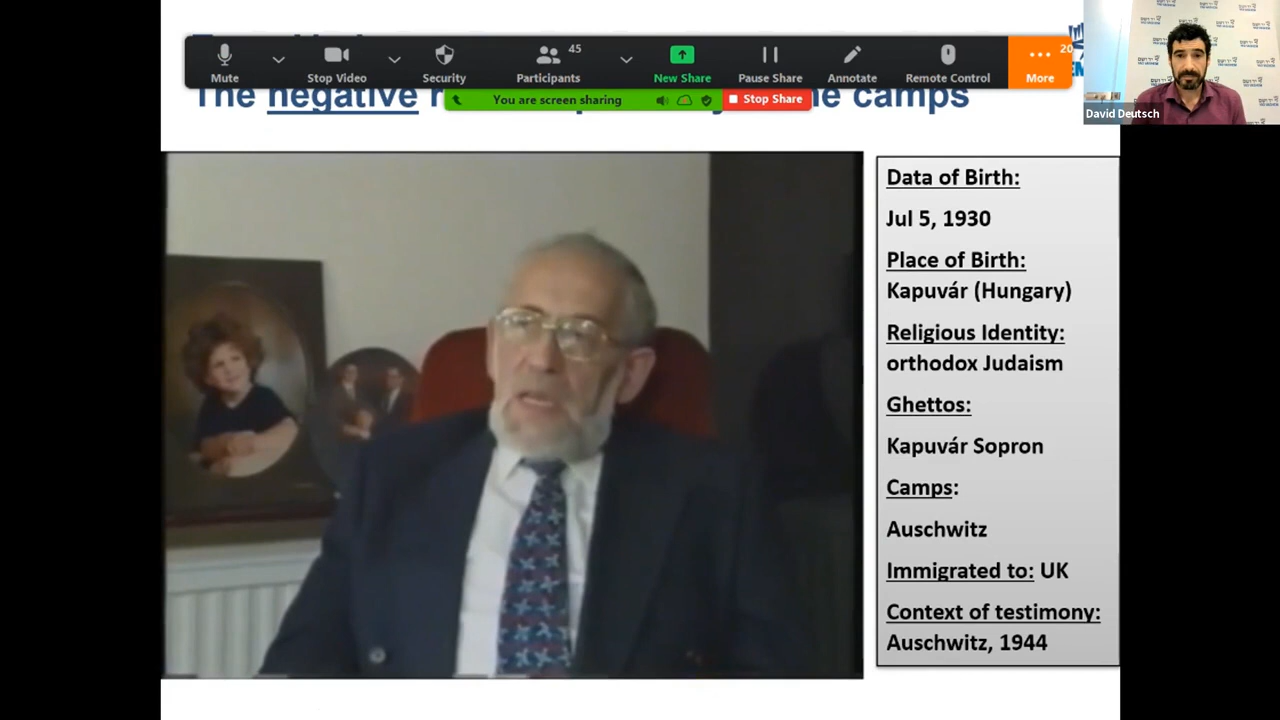 Mute
Stop Video
Security
Participants
45
New Share
Pause Share
Annotate
Remote Control
More
20
You are screen sharing
Stop Share
The negative
camps
David Deutsch
Data of Birth:
Jul 5, 1930
Place of Birth:
Kapuvár (Hungary)
Religious Identity:
orthodox Judaism
Ghettos:
Kapuvár Sopron
Camps:
Auschwitz
Immigrated to: UK
Context of testimony:
Auschwitz, 1944